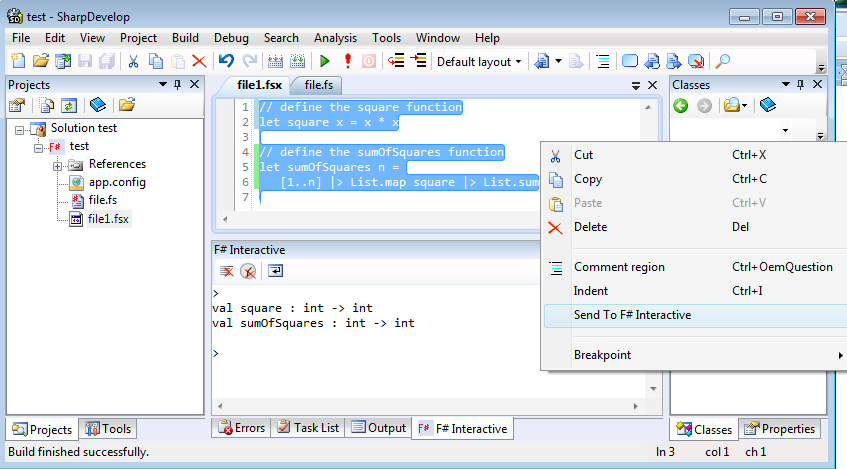 test - SharpDevelop
File Edit View Project Build Debug Search Analysis Tools Window Help
Default layout
Projects
Solution test
F# test
References
app.config
file.fs
file1.fsx
file1.fsx file.fs
1 // define the square function
2 let square x = x * x
3
4 // define the sumOfSquares function
5 let sumOfSquares n =
6 [1..n] |> List.map square |> List.sum
7
Classes
Cut Ctrl+X
Copy Ctrl+C
Paste Ctrl+V
Delete Del
Comment region Ctrl+OemQuestion
Indent Ctrl+I
Send To F# Interactive
Breakpoint
F# Interactive
>
val square : int -> int
val sumOfSquares : int -> int
>
Projects Tools
Errors Task List Output F# F# Interactive
Classes Properties
Build finished successfully.
ln 3 col 1 ch 1